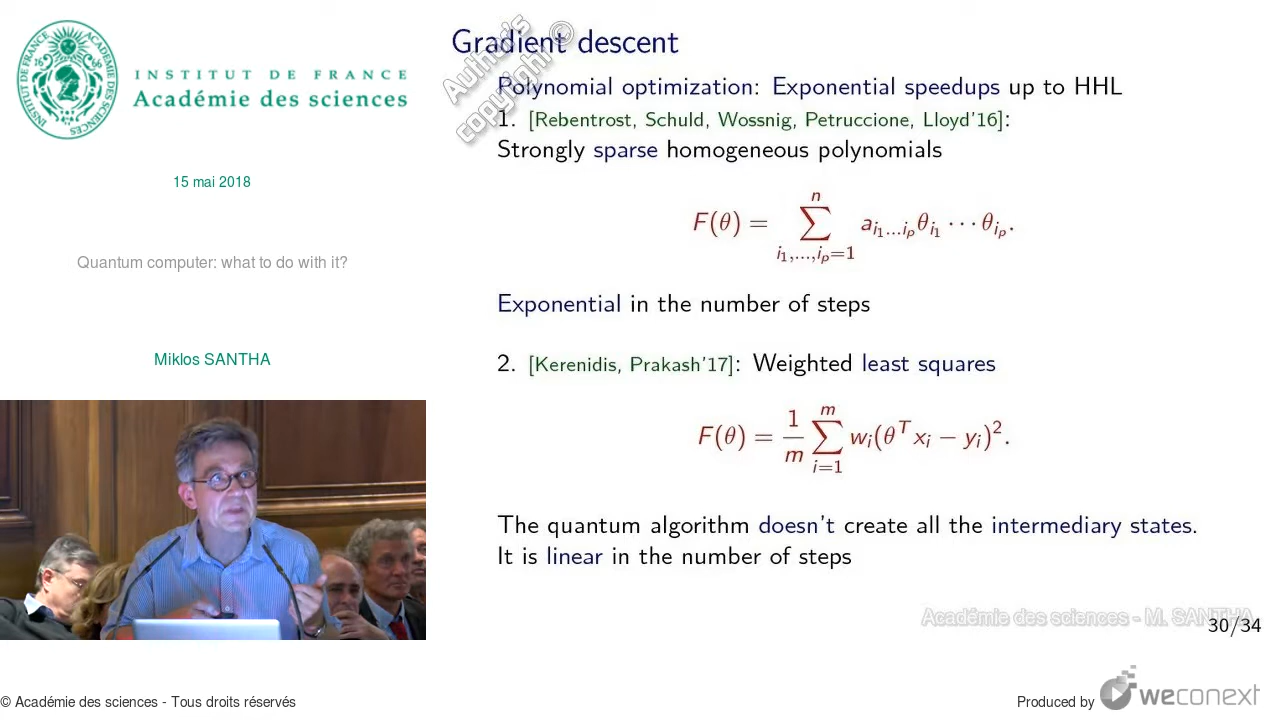 INSTITUT DE FRANCE
Académie des sciences
15 mai 2018
Quantum computer: what to do with it?
Miklos SANTHA
Gradient descent
Author's
copyright ©
Polynomial optimization: Exponential speedups up to HHL
1. [Rebentrost, Schuld, Wossnig, Petruccione, Lloyd'16]:
Strongly sparse homogeneous polynomials
F(θ) = ∑_{i₁,...,i_p=1}^{n} a_{i₁...i_p} θ_{i₁} ⋯ θ_{i_p}.
Exponential in the number of steps
2. [Kerenidis, Prakash'17]: Weighted least squares
F(θ) = 1/m ∑_{i=1}^{m} w_i(θ^T x_i − y_i)².
The quantum algorithm doesn't create all the intermediary states.
It is linear in the number of steps
Académie des sciences - M. SANTHA
30/34
© Académie des sciences - Tous droits réservés
Produced by weconext